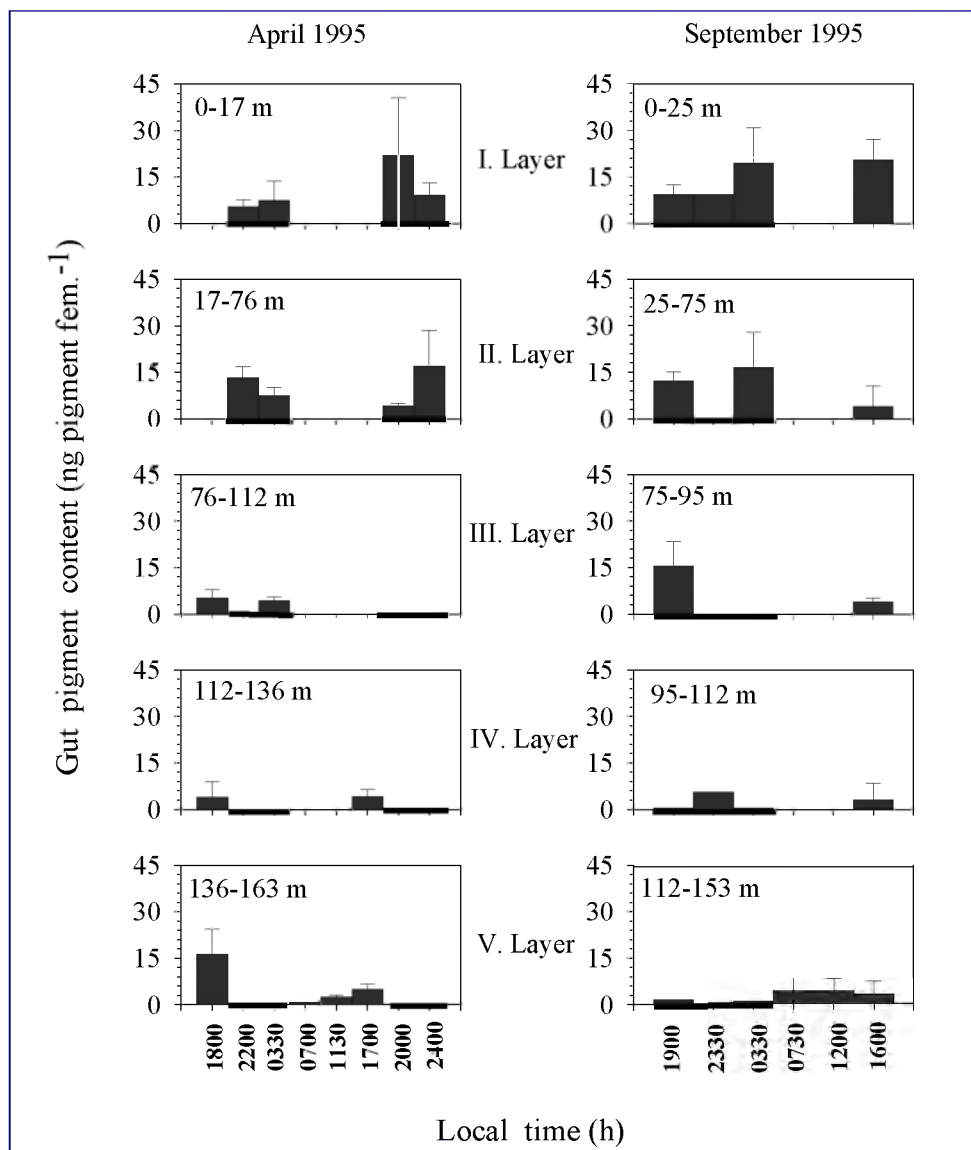 April 1995
September 1995
45
30
15
0
0-17 m
I. Layer
45
30
15
0
0-25 m
45
30
15
0
17-76 m
II. Layer
45
30
15
0
25-75 m
45
30
15
0
76-112 m
III. Layer
45
30
15
0
75-95 m
45
30
15
0
112-136 m
IV. Layer
45
30
15
0
95-112 m
45
30
15
0
136-163 m
V. Layer
45
30
15
0
112-153 m
Gut pigment content (ng pigment fem.⁻¹)
1800 2200 0330 0700 1130 1700 2000 2400
1900 2330 0330 0730 1200 1600
Local time (h)